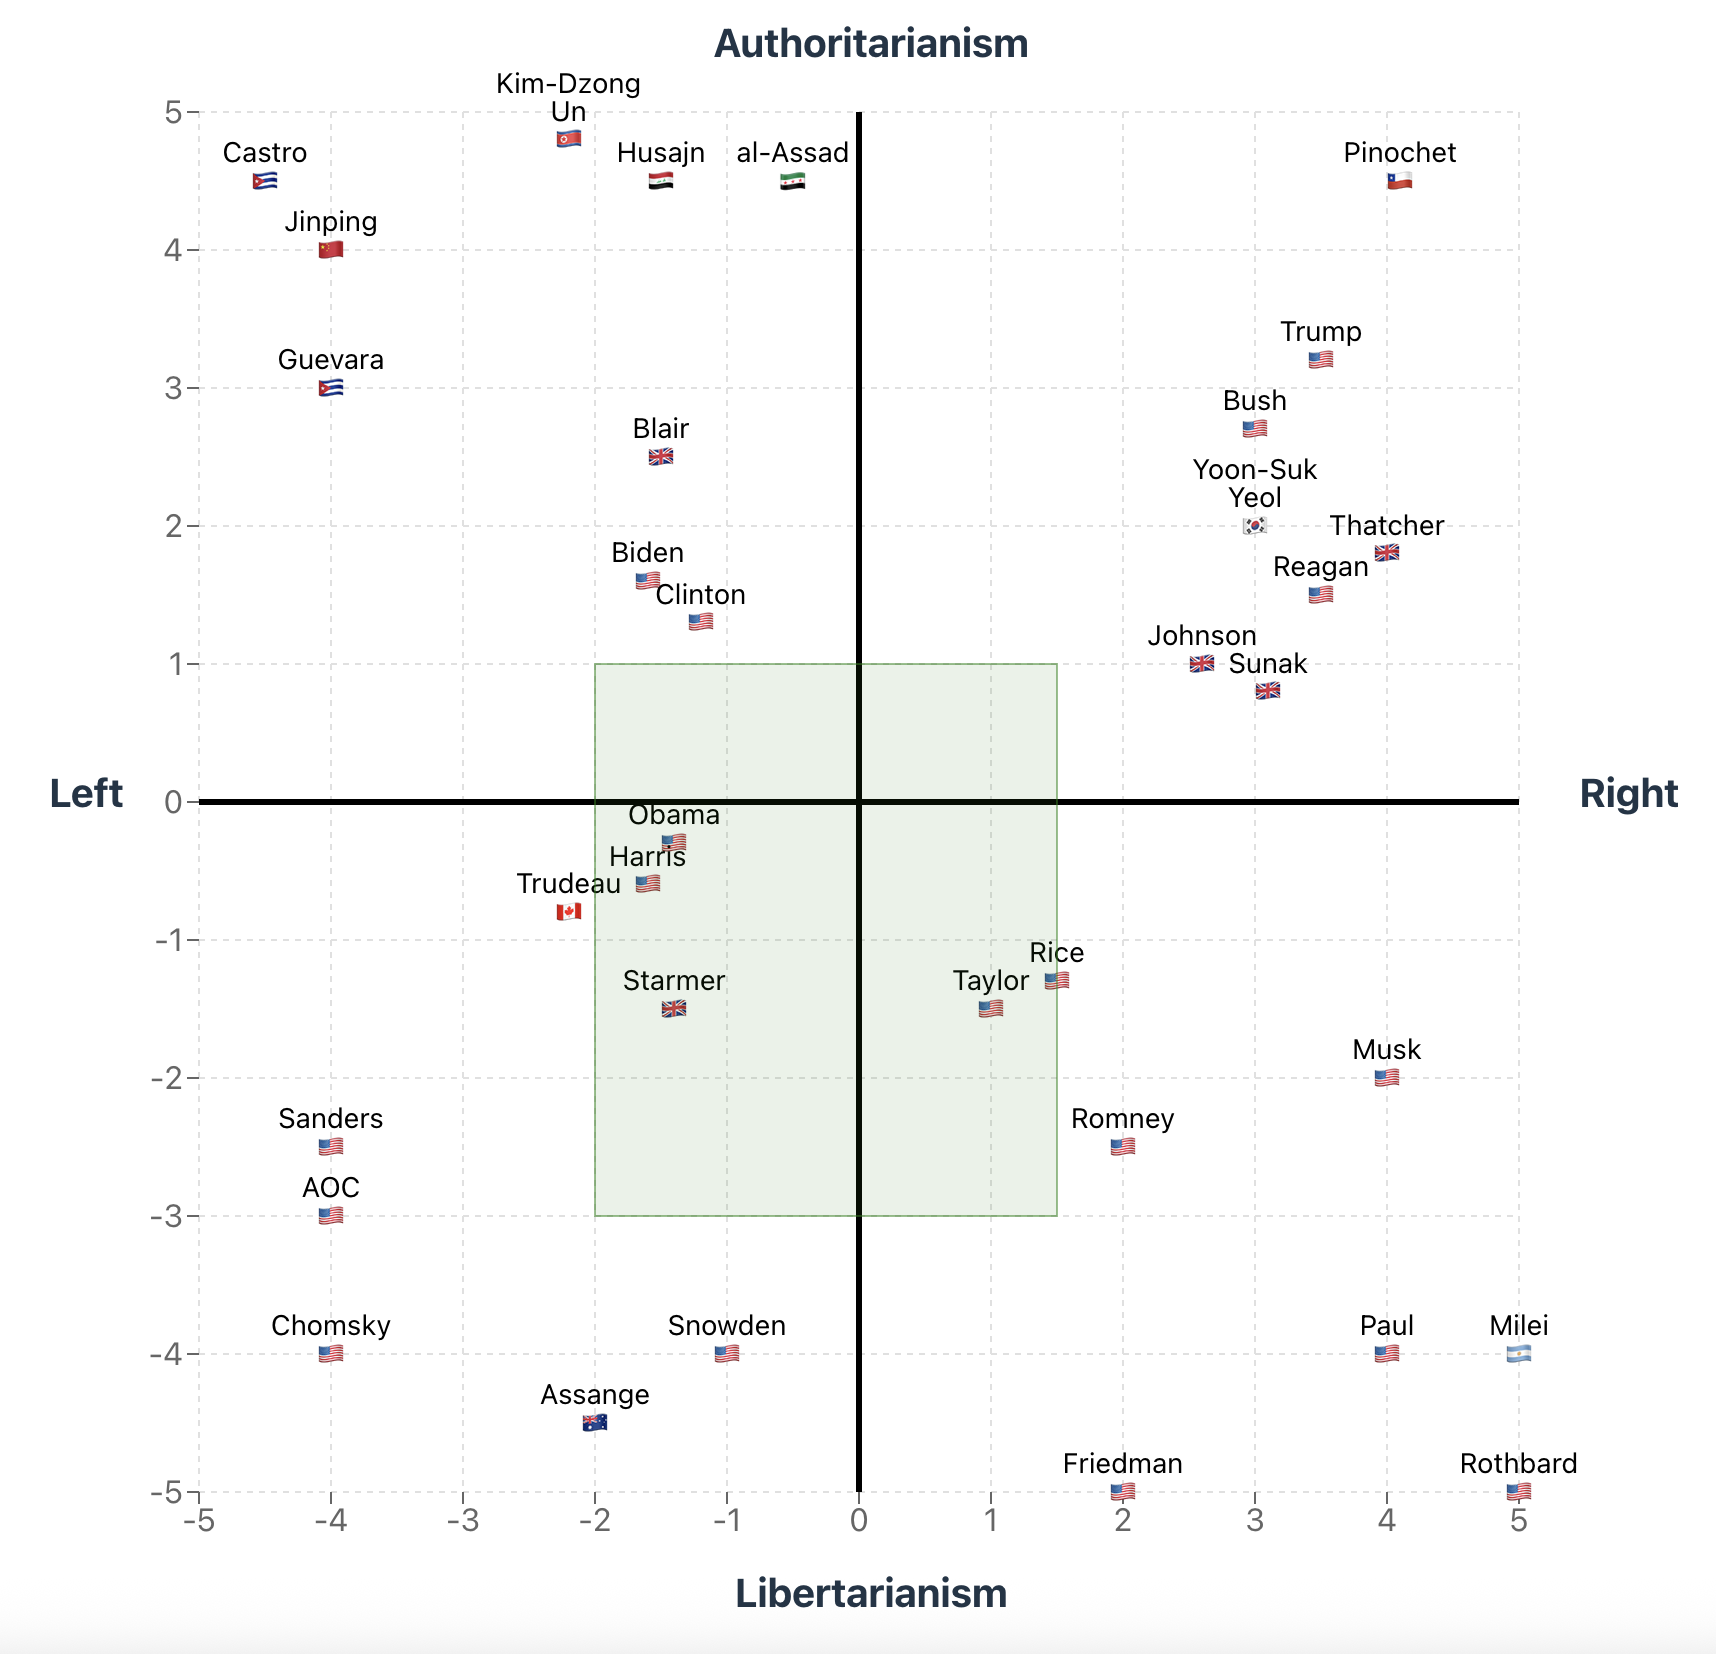 Authoritarianism
Kim-Dzong
Un
5
Castro
Husajn
al-Assad
Pinochet
Jinping
4
Trump
Guevara
3
Bush
Blair
Yoon-Suk
Yeol
2
Thatcher
Biden
Reagan
Clinton
Johnson
1
Sunak
Left
0
Right
Obama
Harris
Trudeau
-1
Rice
Starmer
Taylor
Musk
-2
Sanders
Romney
AOC
-3
Chomsky
Snowden
Paul
Milei
-4
Assange
Friedman
Rothbard
-5
-5 -4 -3 -2 -1 0 1 2 3 4 5
Libertarianism